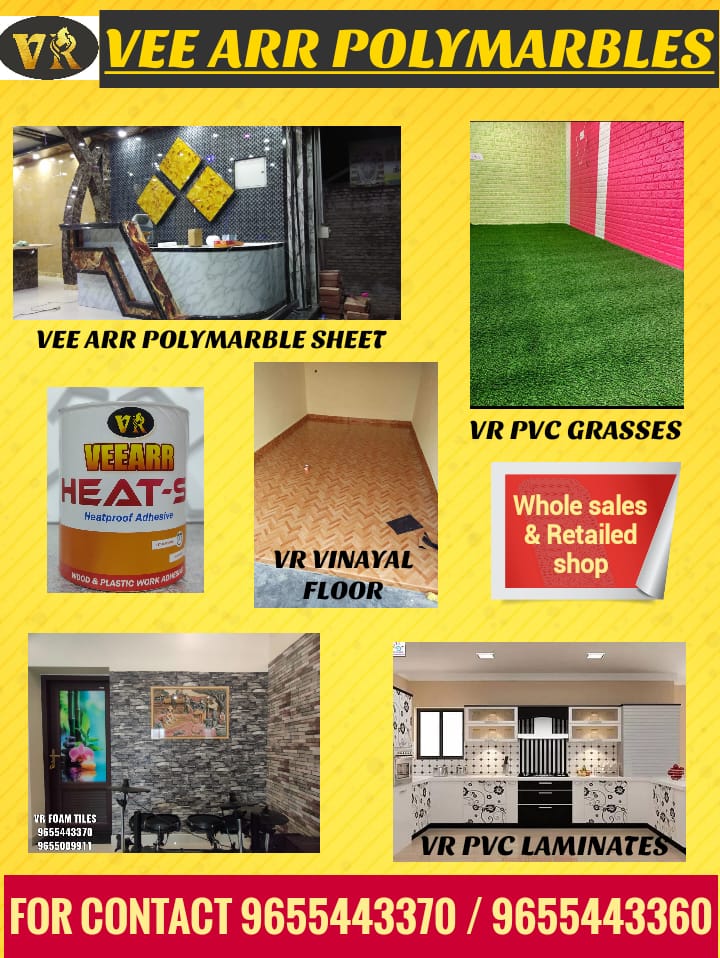 VR VEE ARR POLYMARBLES
VEE ARR POLYMARBLE SHEET
VR PVC GRASSES
VR
VEEARR
HEAT-S
Heatproof Adhesive
WOOD & PLASTIC WORK
VR VINAYAL
FLOOR
Whole sales
& Retailed
shop
VR FOAM TILES
9655443370
9655009911
VR PVC LAMINATES
FOR CONTACT 9655443370 / 9655443360